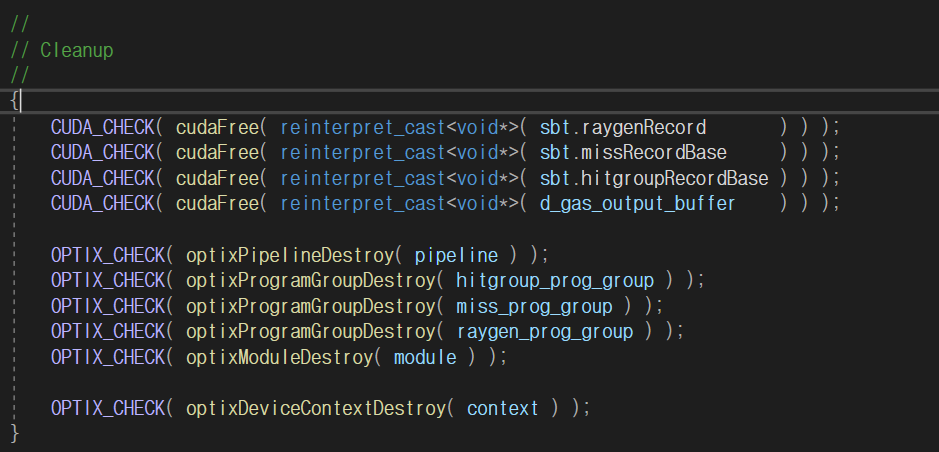 //
// Cleanup
//
{
    CUDA_CHECK( cudaFree( reinterpret_cast<void*>( sbt.raygenRecord       ) ) );
    CUDA_CHECK( cudaFree( reinterpret_cast<void*>( sbt.missRecordBase     ) ) );
    CUDA_CHECK( cudaFree( reinterpret_cast<void*>( sbt.hitgroupRecordBase ) ) );
    CUDA_CHECK( cudaFree( reinterpret_cast<void*>( d_gas_output_buffer    ) ) );

    OPTIX_CHECK( optixPipelineDestroy( pipeline ) );
    OPTIX_CHECK( optixProgramGroupDestroy( hitgroup_prog_group ) );
    OPTIX_CHECK( optixProgramGroupDestroy( miss_prog_group ) );
    OPTIX_CHECK( optixProgramGroupDestroy( raygen_prog_group ) );
    OPTIX_CHECK( optixModuleDestroy( module ) );

    OPTIX_CHECK( optixDeviceContextDestroy( context ) );
}